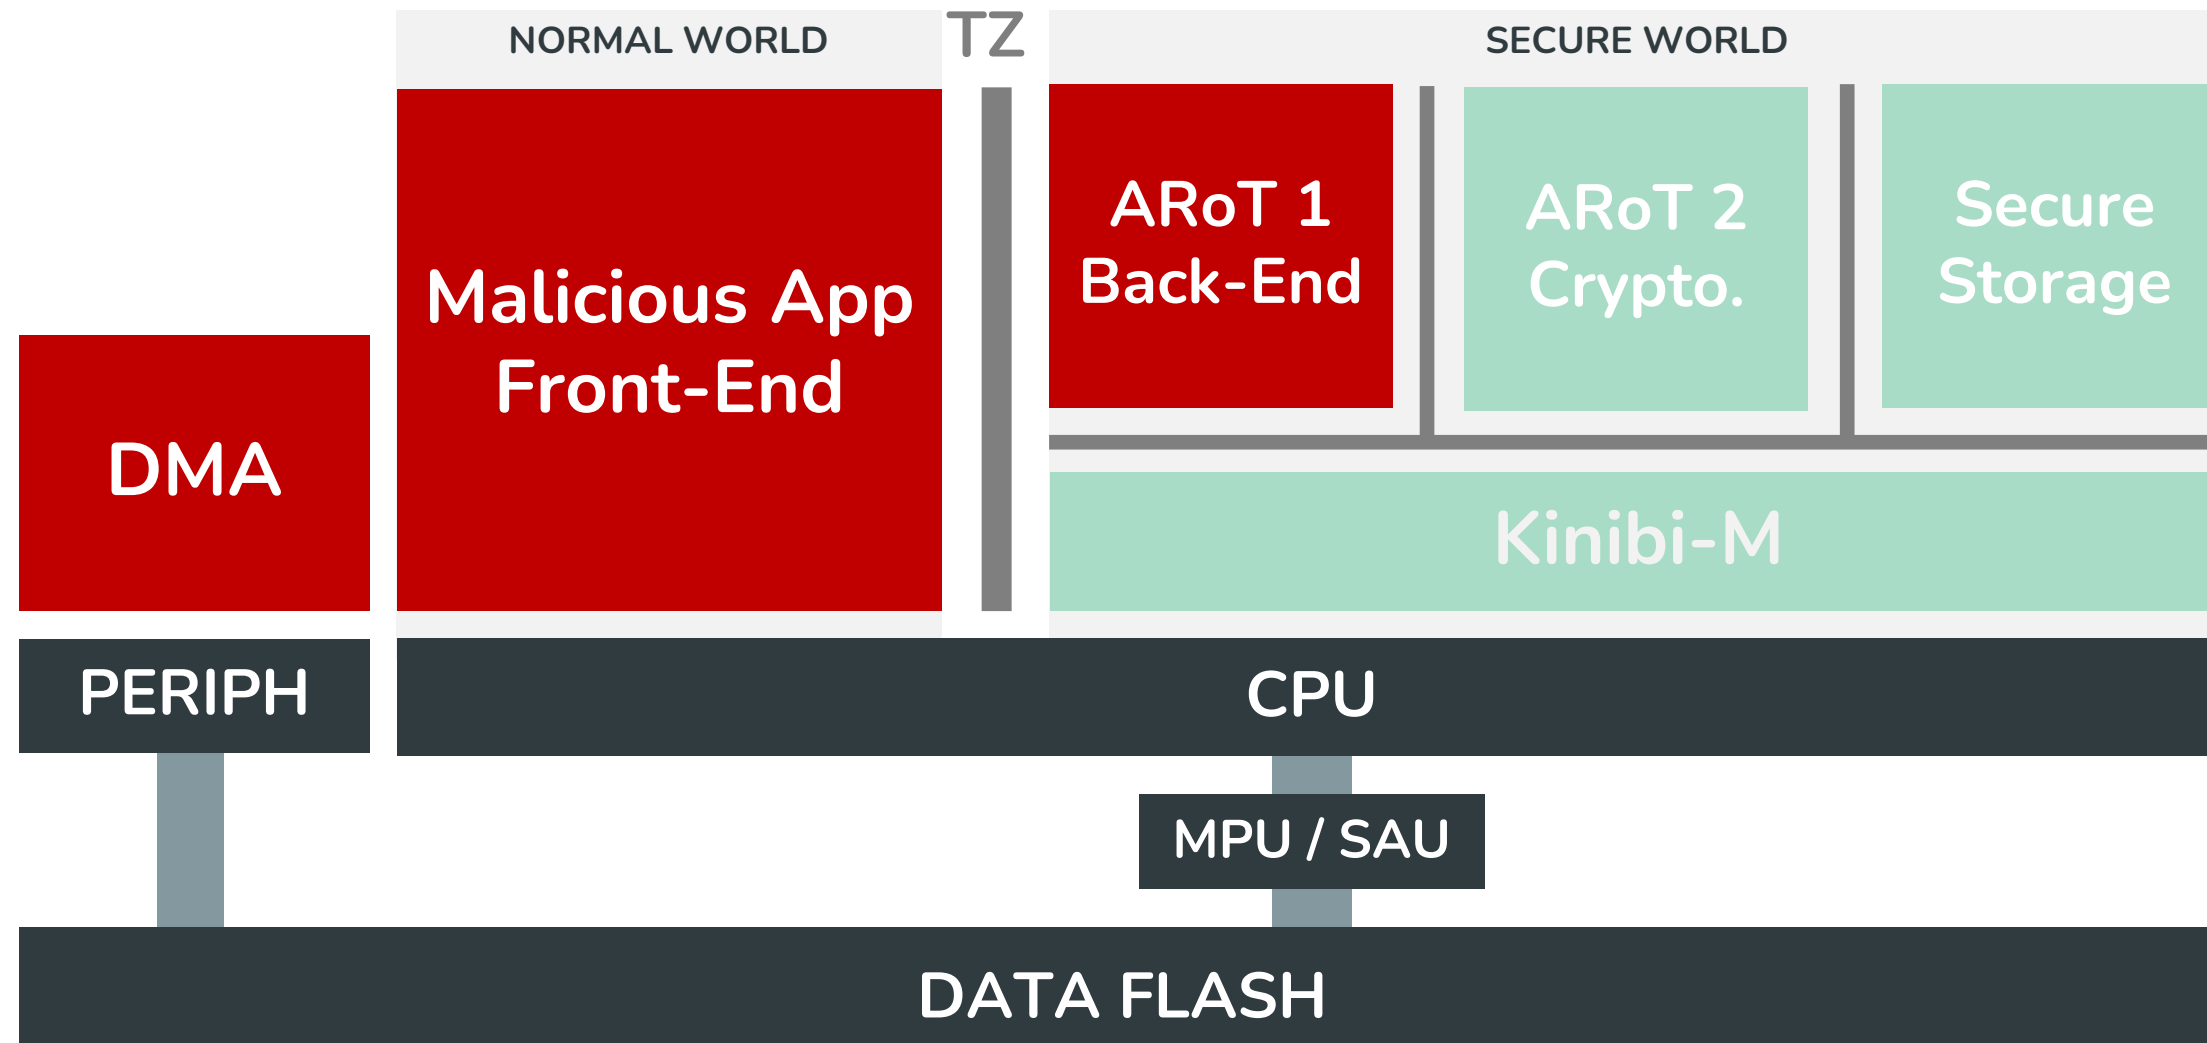 NORMAL WORLD
TZ
SECURE WORLD
Malicious App
Front-End
ARoT 1
Back-End
ARoT 2
Crypto.
Secure
Storage
DMA
Kinibi-M
PERIPH
CPU
MPU / SAU
DATA FLASH